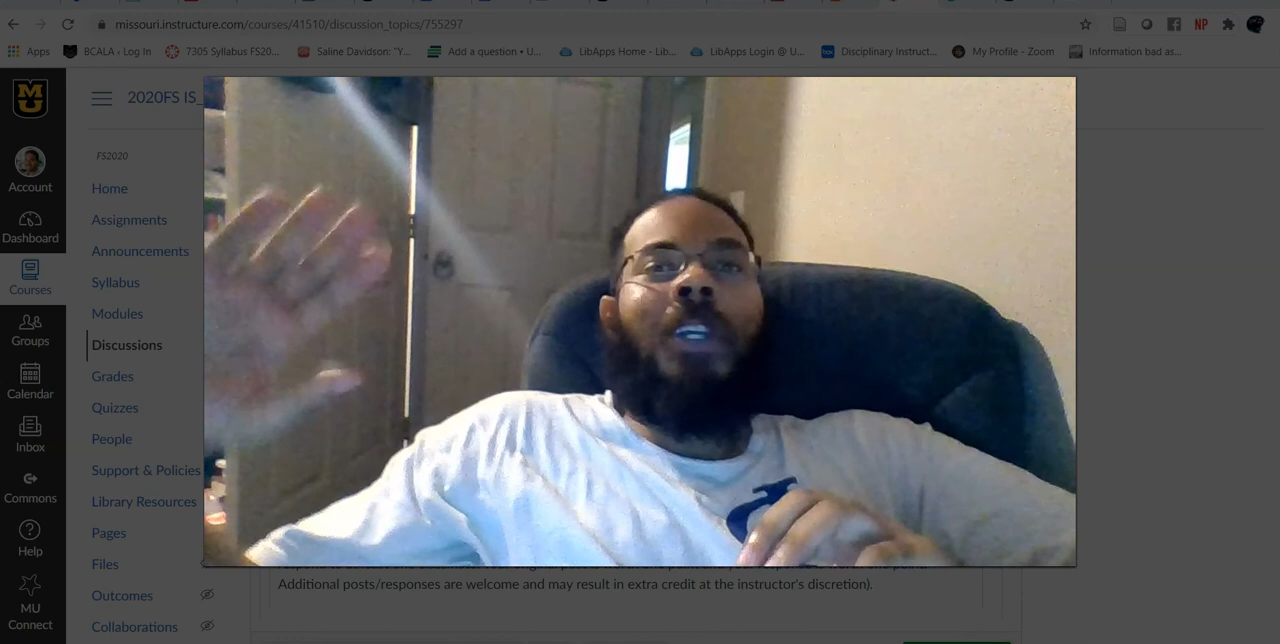 missouri.instructure.com/courses/41510/discussion_topics/755297
NP
Apps
BCALA ‹ Log In
7305 Syllabus FS20...
Saline Davidson: "Y...
Add a question • U...
LibApps Home - Lib...
LibApps Login @ U...
box
Disciplinary Instruct...
My Profile - Zoom
Information bad as...
MU
2020FS IS_
FS2020
Account
Dashboard
Courses
Groups
Calendar
Inbox
Commons
Help
MU
Connect
Home
Assignments
Announcements
Syllabus
Modules
Discussions
Grades
Quizzes
People
Support & Policies
Library Resources
Pages
Files
Outcomes
Collaborations
Additional posts/responses are welcome and may result in extra credit at the instructor's discretion).